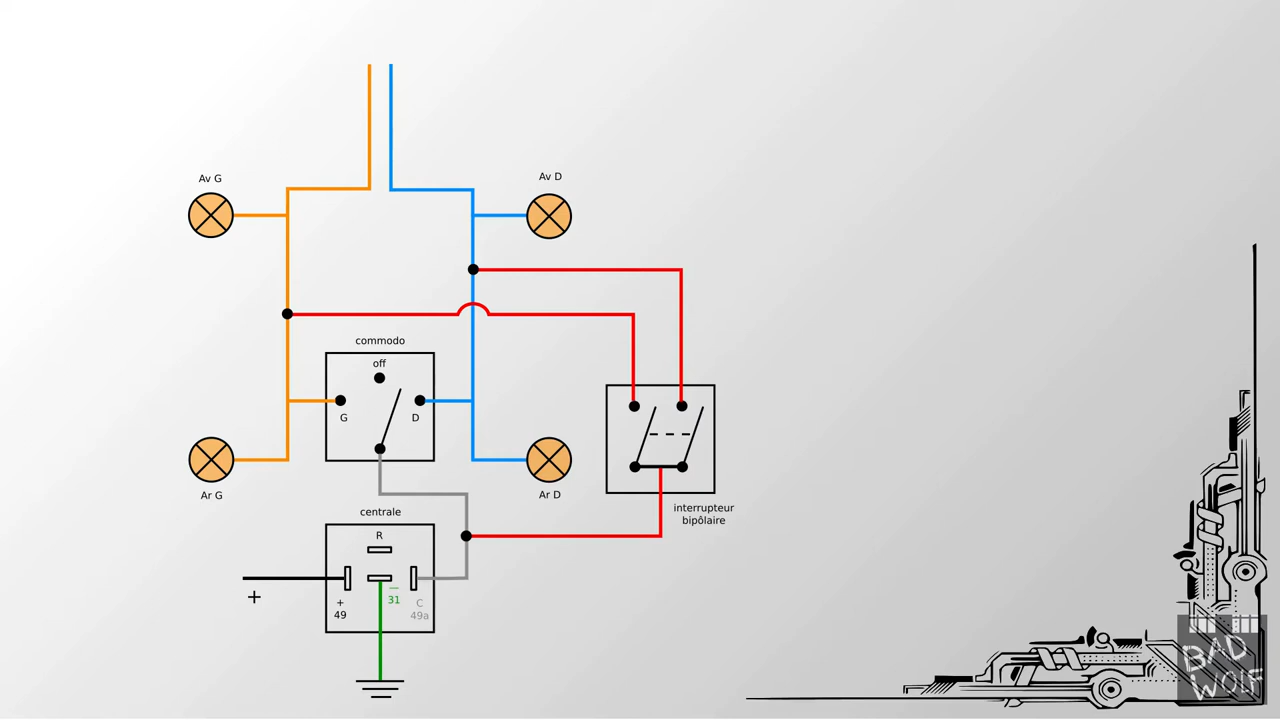 Av G
Av D
commodo
off
G
D
Ar G
Ar D
interrupteur
bipôlaire
centrale
R
+
+
49
—
31
C
49a
BAD
WOLF